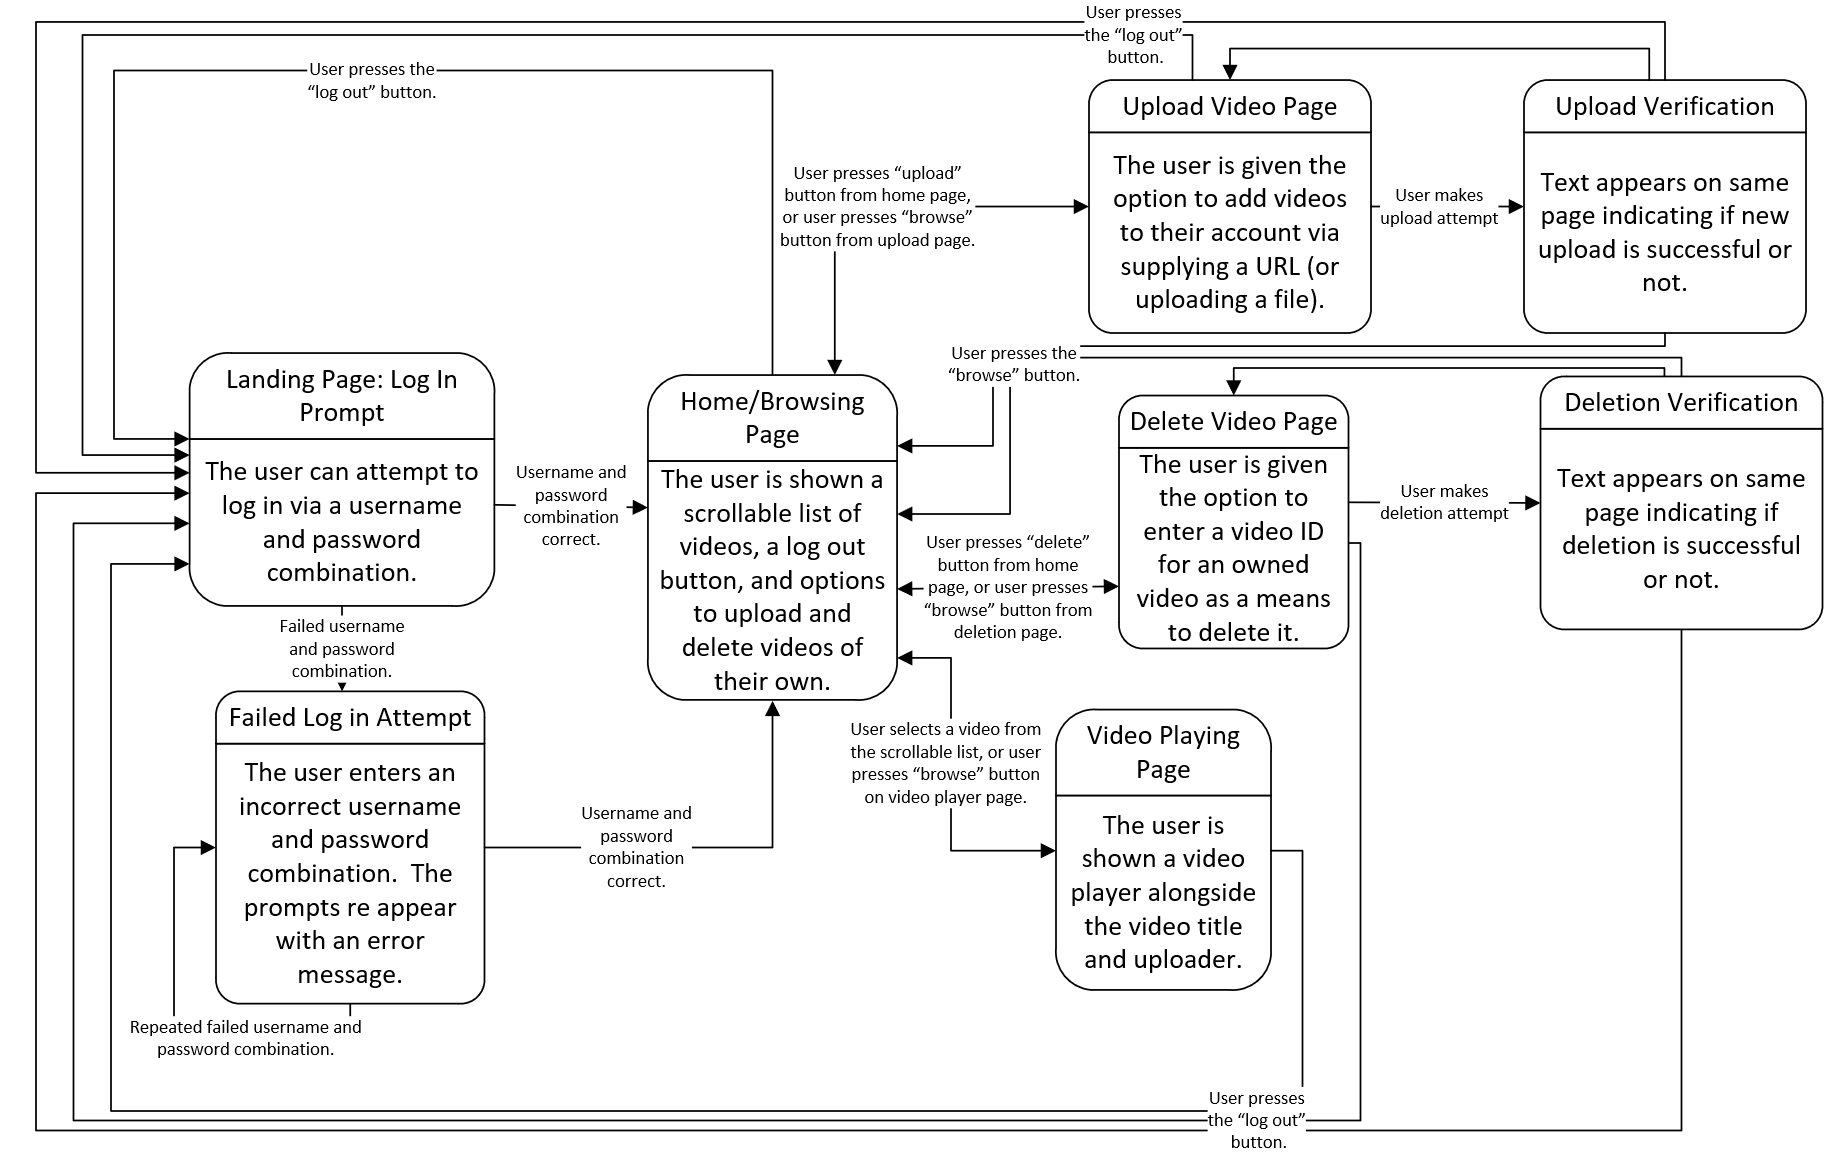 User presses
the “log out”
button.
User presses the
“log out” button.
Upload Video Page
The user is given the
option to add videos
to their account via
supplying a URL (or
uploading a file).
Upload Verification
Text appears on same
page indicating if new
upload is successful or
not.
User presses “upload”
button from home page,
or user presses “browse”
button from upload page.
User makes
upload attempt
User presses the
“browse” button.
Landing Page: Log In
Prompt
The user can attempt to
log in via a username
and password
combination.
Username and
password
combination
correct.
Home/Browsing
Page
The user is shown a
scrollable list of
videos, a log out
button, and options
to upload and
delete videos of
their own.
Delete Video Page
The user is given
the option to
enter a video ID
for an owned
video as a means
to delete it.
User makes
deletion attempt
Deletion Verification
Text appears on same
page indicating if
deletion is successful
or not.
User presses “delete”
button from home
page, or user presses
“browse” button from
deletion page.
Failed username
and password
combination.
Failed Log in Attempt
The user enters an
incorrect username
and password
combination.  The
prompts re appear
with an error
message.
Username and
password
combination
correct.
User selects a video from
the scrollable list, or user
presses “browse” button
on video player page.
Video Playing
Page
The user is
shown a video
player alongside
the video title
and uploader.
Repeated failed username and
password combination.
User presses
the “log out”
button.